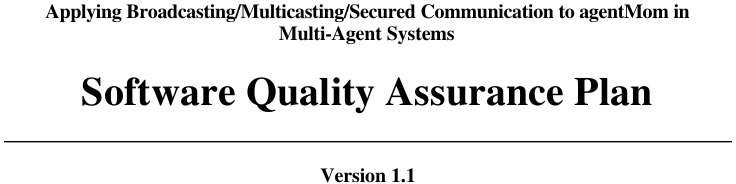 Applying Broadcasting/Multicasting/Secured Communication to agentMom in
Multi-Agent Systems
Software Quality Assurance Plan
Version 1.1